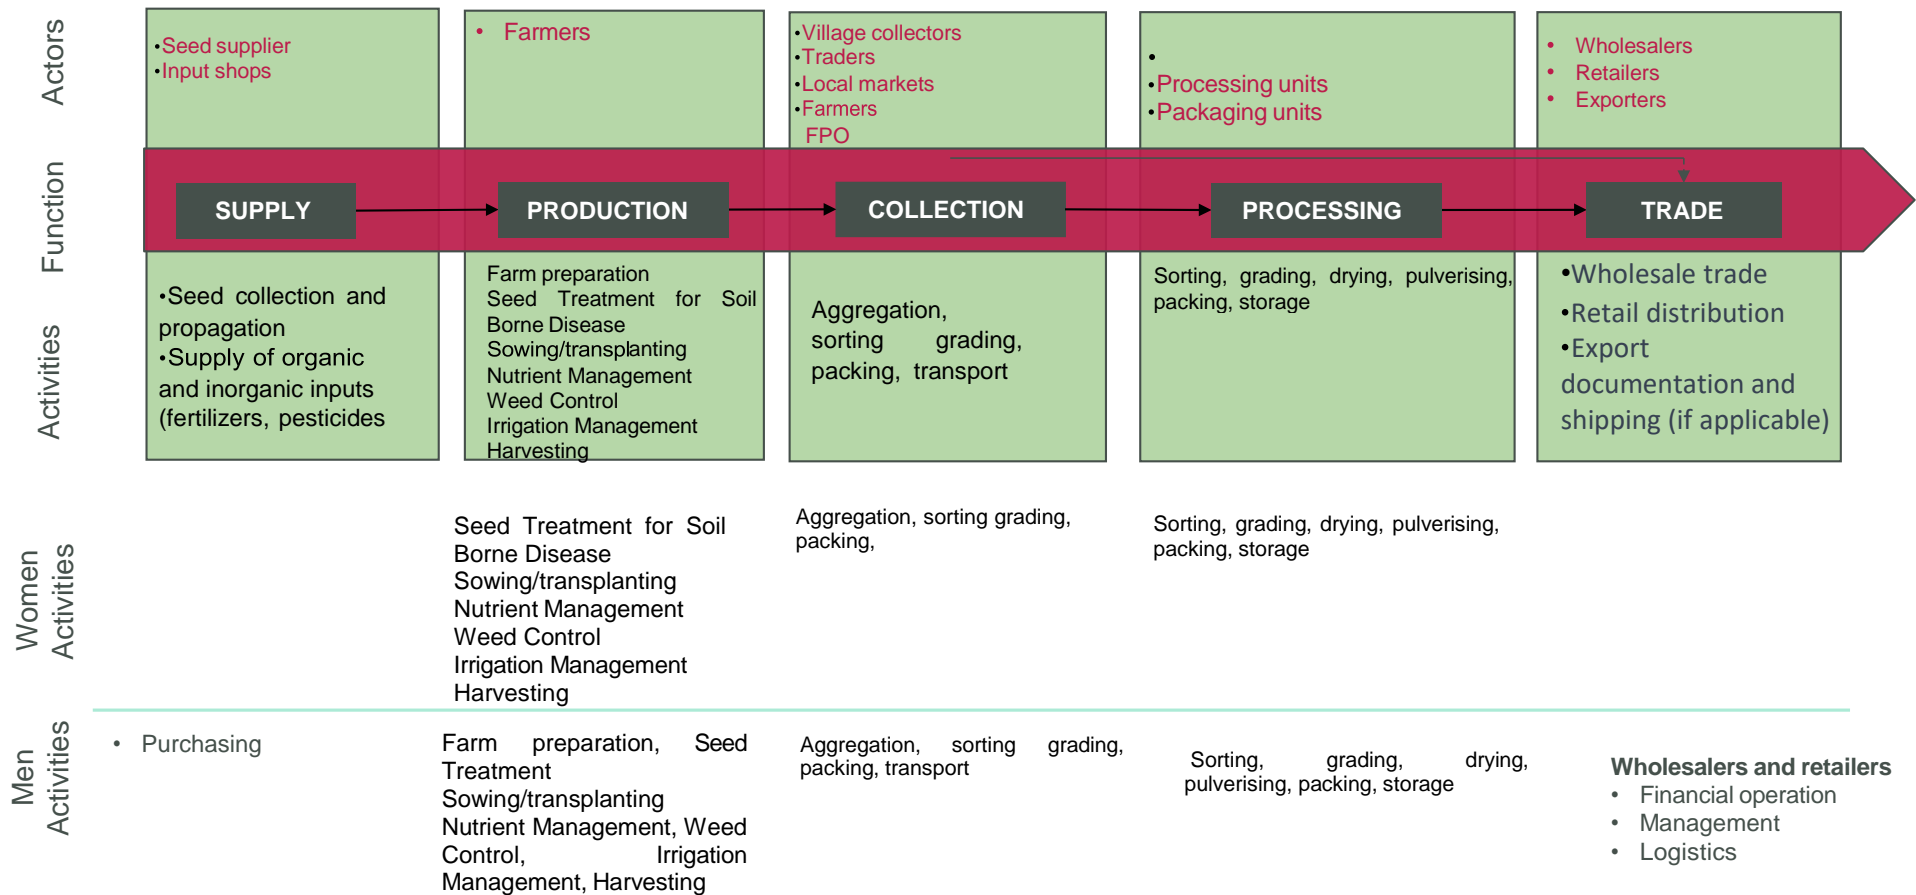 Actors
•Seed supplier
•Input shops
• Farmers
•Village collectors
•Traders
•Local markets
•Farmers
FPO
•
•Processing units
•Packaging units
• Wholesalers
• Retailers
• Exporters
Function
SUPPLY
PRODUCTION
COLLECTION
PROCESSING
TRADE
Activities
•Seed collection and
propagation
•Supply of organic
and inorganic inputs
(fertilizers, pesticides
Farm preparation
Seed Treatment for Soil
Borne Disease
Sowing/transplanting
Nutrient Management
Weed Control
Irrigation Management
Harvesting
Aggregation,
sorting grading,
packing, transport
Sorting, grading, drying, pulverising,
packing, storage
•Wholesale trade
•Retail distribution
•Export
documentation and
shipping (if applicable)
Women
Activities
Seed Treatment for Soil
Borne Disease
Sowing/transplanting
Nutrient Management
Weed Control
Irrigation Management
Harvesting
Aggregation, sorting grading,
packing,
Sorting, grading, drying, pulverising,
packing, storage
Men
Activities
• Purchasing
Farm preparation, Seed
Treatment
Sowing/transplanting
Nutrient Management, Weed
Control, Irrigation
Management, Harvesting
Aggregation, sorting grading,
packing, transport
Sorting, grading, drying,
pulverising, packing, storage
Wholesalers and retailers
• Financial operation
• Management
• Logistics